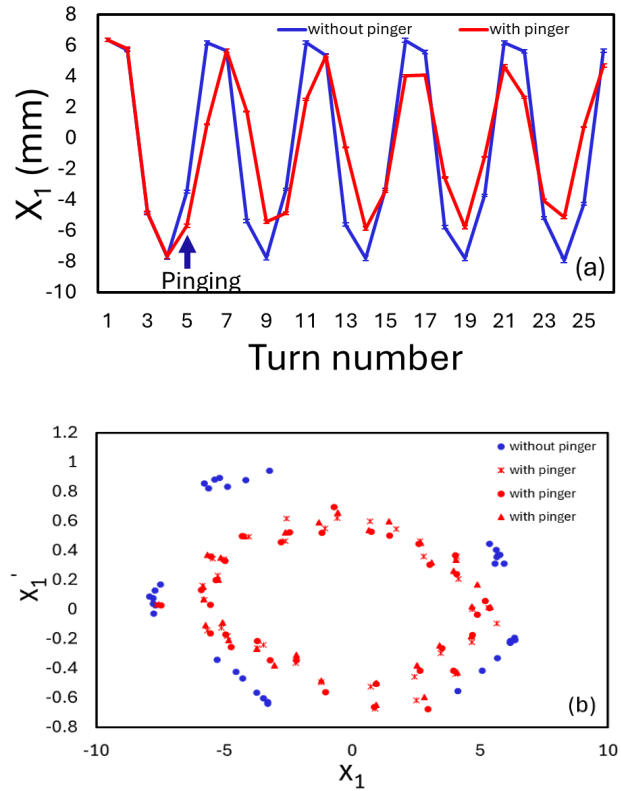 8
without pinger
with pinger
6
4
2
0
-2
-4
-6
-8
-10
X1 (mm)
Pinging
(a)
1 3 5 7 9 11 13 15 17 19 21 23 25
Turn number
1.2
1
0.8
0.6
0.4
0.2
0
-0.2
-0.4
-0.6
-0.8
x1'
without pinger
with pinger
with pinger
with pinger
(b)
-10 -5 0 5 10
x1